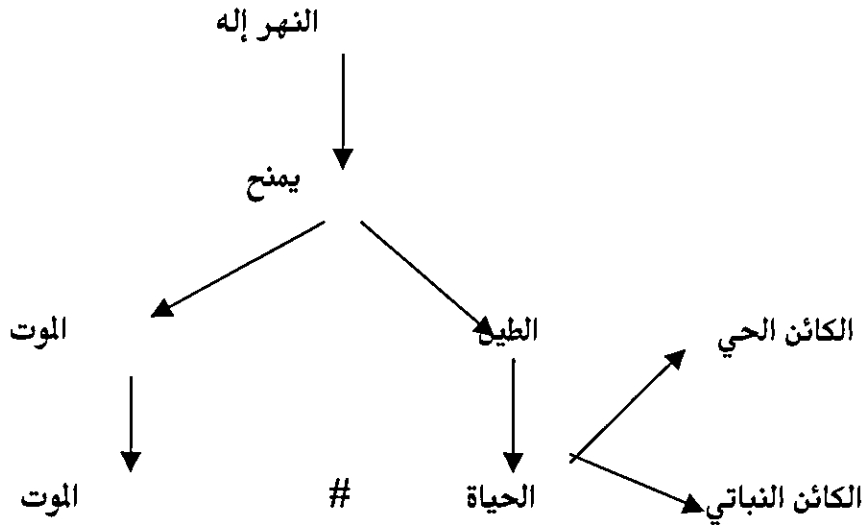 النهر إله
يمنح
الكائن الحي الطين الموت
الكائن النباتي الحياة # الموت